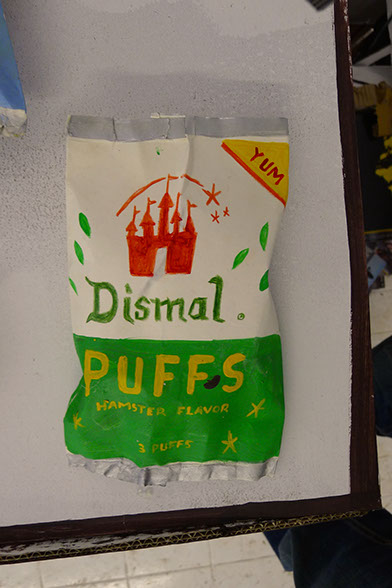 YUM
Dismal
PUFFS
HAMSTER FLAVOR
3 PUFFS